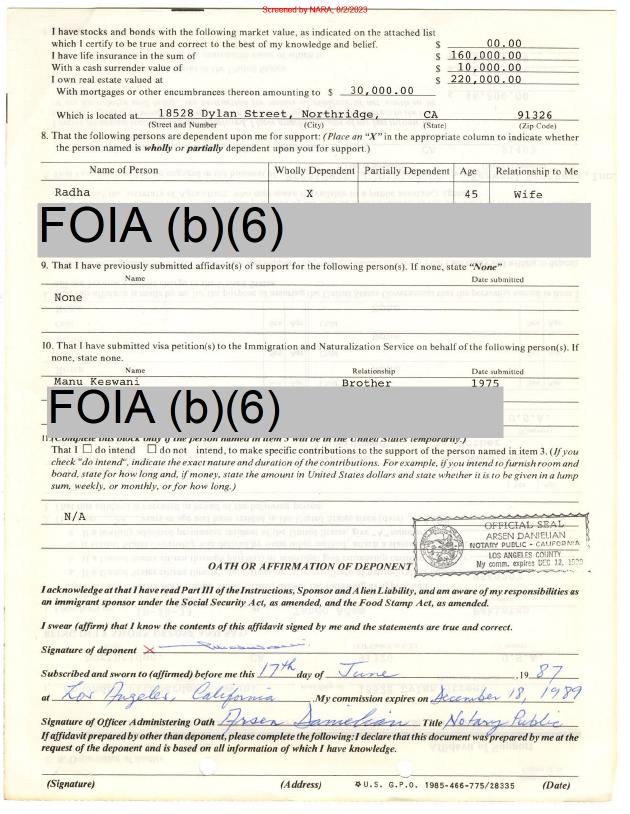 Screened by NARA, 8/2/2023
I have stocks and bonds with the following market value, as indicated on the attached list
which I certify to be true and correct to the best of my knowledge and belief. $ 00.00
I have life insurance in the sum of $ 160,000.00
With a cash surrender value of $ 10,000.00
I own real estate valued at $ 220,000.00
With mortgages or other encumbrances thereon amounting to $ 30,000.00
Which is located at 18528 Dylan Street, Northridge, CA 91326
(Street and Number) (City) (State) (Zip Code)
8. That the following persons are dependent upon me for support: (Place an "X" in the appropriate column to indicate whether
the person named is wholly or partially dependent upon you for support.)
Name of Person Wholly Dependent Partially Dependent Age Relationship to Me
Radha X 45 Wife
FOIA (b)(6)
9. That I have previously submitted affidavit(s) of support for the following person(s). If none, state "None"
Name Date submitted
None
10. That I have submitted visa petition(s) to the Immigration and Naturalization Service on behalf of the following person(s). If
none, state none.
Name Relationship Date submitted
Manu Keswani Brother 1975
FOIA (b)(6)
11. (Complete this block only if the person named in item 3 will be in the United States temporarily.)
That I ☐ do intend ☐ do not intend, to make specific contributions to the support of the person named in item 3. (If you
check "do intend", indicate the exact nature and duration of the contributions. For example, if you intend to furnish room and
board, state for how long and, if money, state the amount in United States dollars and state whether it is to be given in a lump
sum, weekly, or monthly, or for how long.)
N/A
OFFICIAL SEAL
ARSEN DANIELIAN
NOTARY PUBLIC - CALIFORNIA
LOS ANGELES COUNTY
My comm. expires DEC 12,
OATH OR AFFIRMATION OF DEPONENT
I acknowledge at that I have read Part III of the Instructions, Sponsor and Alien Liability, and am aware of my responsibilities as
an immigrant sponsor under the Social Security Act, as amended, and the Food Stamp Act, as amended.
I swear (affirm) that I know the contents of this affidavit signed by me and the statements are true and correct.
Signature of deponent X
Subscribed and sworn to (affirmed) before me this 17th day of June 19 87
at Los Angeles, California My commission expires on December 18, 1989
Signature of Officer Administering Oath Arsen Danielian Title Notary Public
If affidavit prepared by other than deponent, please complete the following: I declare that this document was prepared by me at the
request of the deponent and is based on all information of which I have knowledge.
(Signature) (Address) ☆U.S. G.P.O. 1985-466-775/28335 (Date)